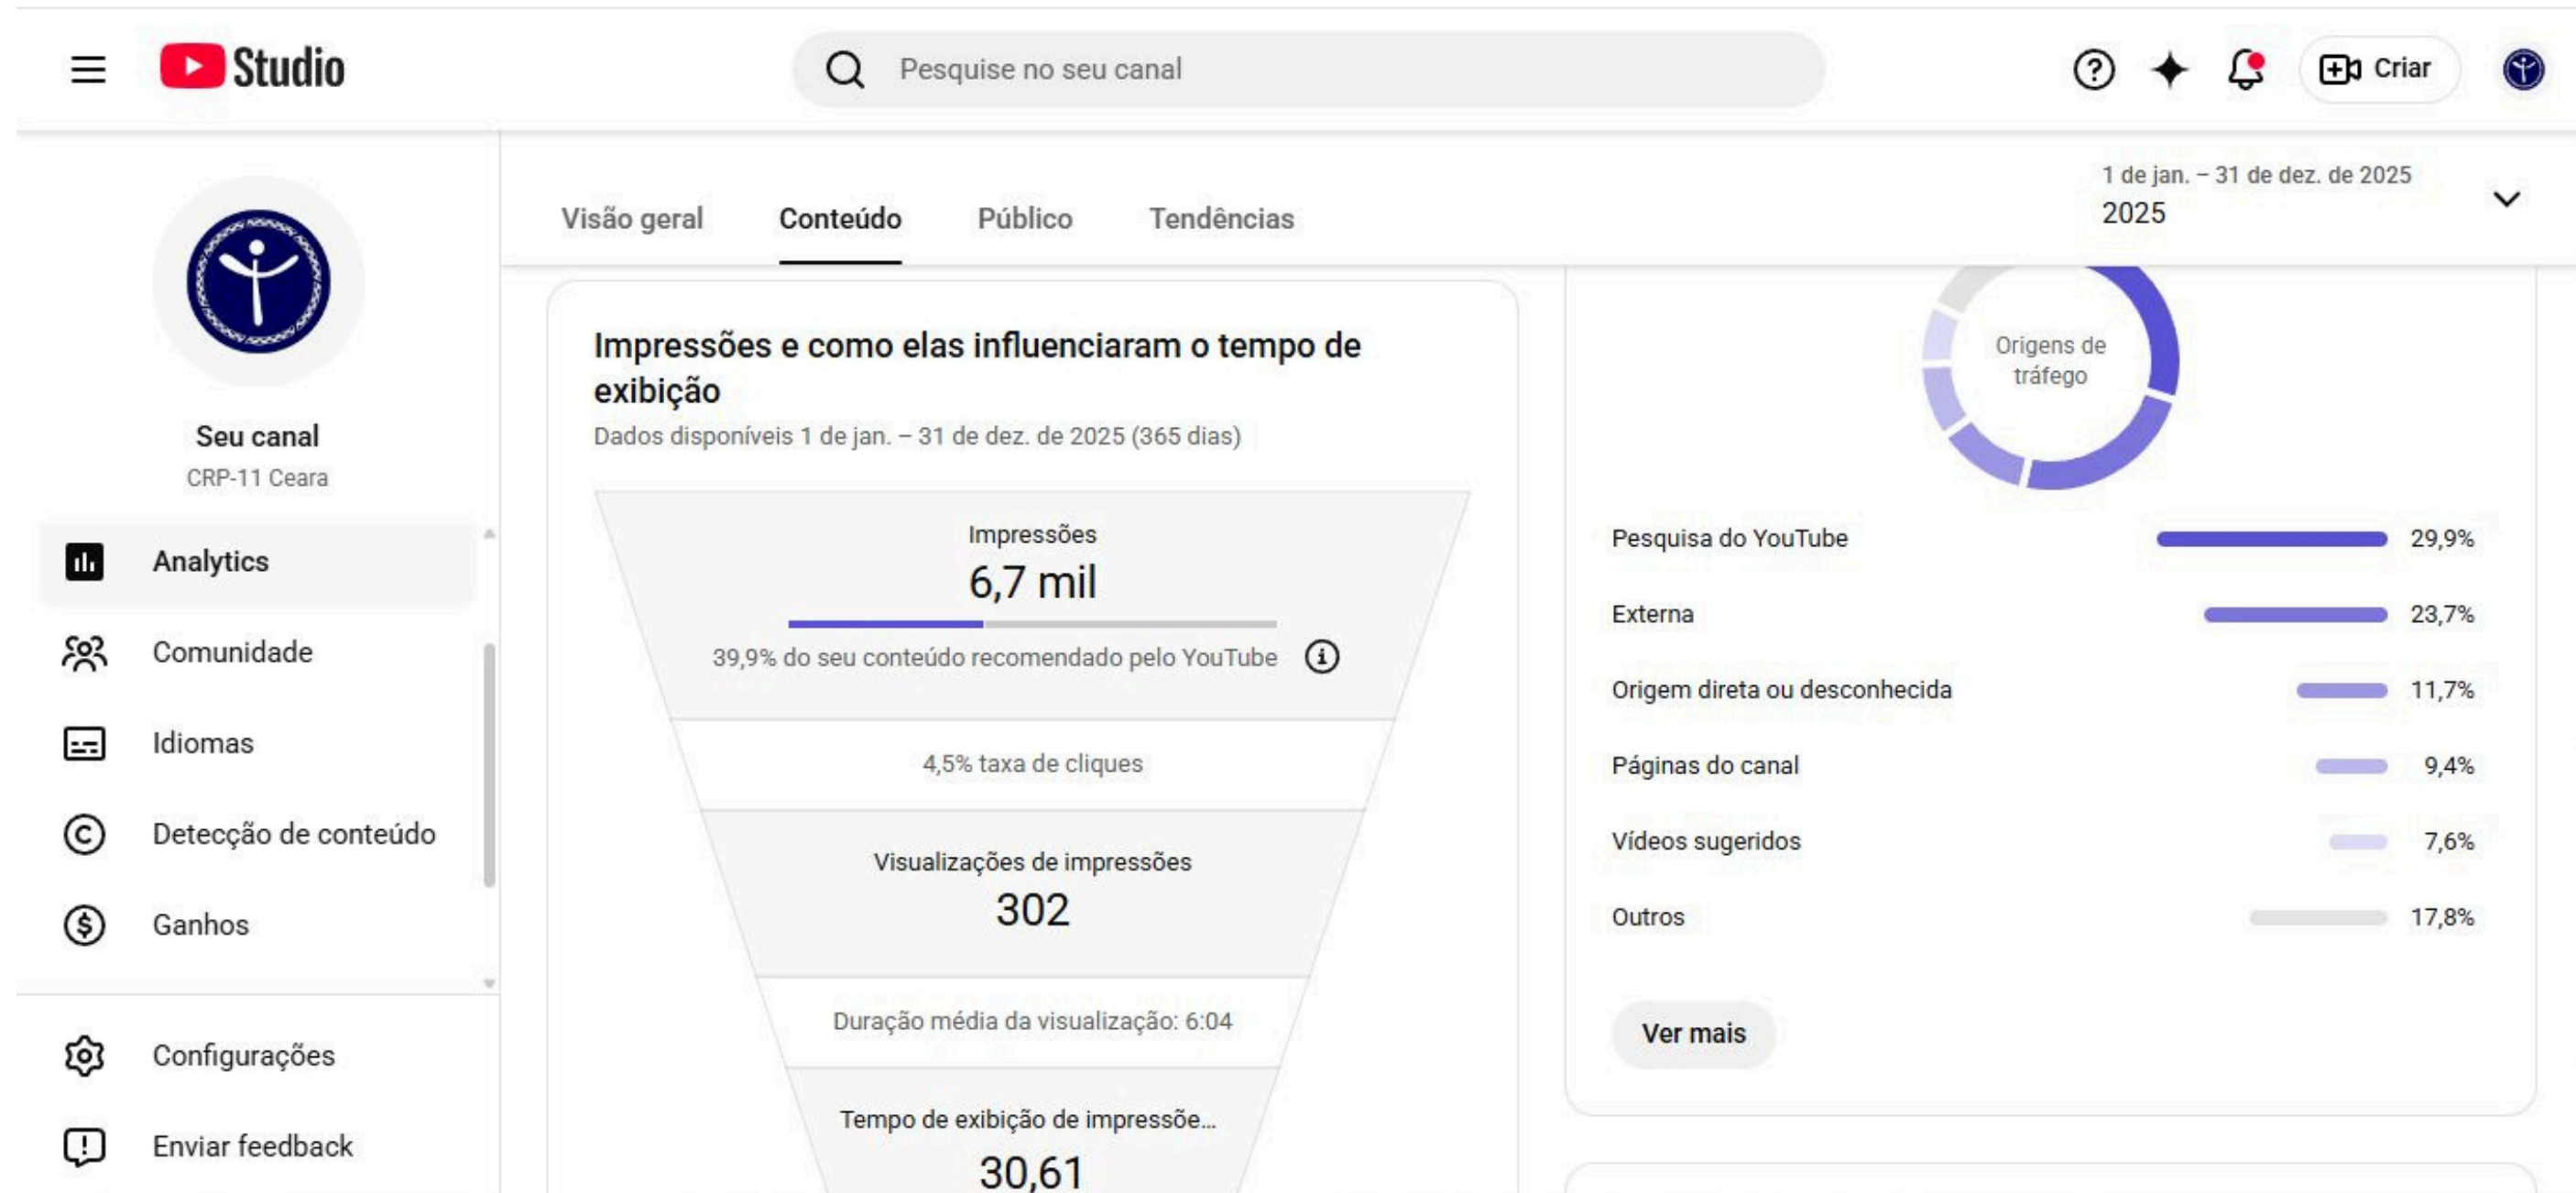 Studio
Pesquise no seu canal
Criar
Seu canal
CRP-11 Ceara
Analytics
Comunidade
Idiomas
Detecção de conteúdo
Ganhos
Configurações
Enviar feedback
Visão geral
Conteúdo
Público
Tendências
1 de jan. – 31 de dez. de 2025
2025
Impressões e como elas influenciaram o tempo de
exibição
Dados disponíveis 1 de jan. – 31 de dez. de 2025 (365 dias)
Impressões
6,7 mil
39,9% do seu conteúdo recomendado pelo YouTube
4,5% taxa de cliques
Visualizações de impressões
302
Duração média da visualização: 6:04
Tempo de exibição de impressõe...
30,61
Origens de
tráfego
Pesquisa do YouTube 29,9%
Externa 23,7%
Origem direta ou desconhecida 11,7%
Páginas do canal 9,4%
Vídeos sugeridos 7,6%
Outros 17,8%
Ver mais